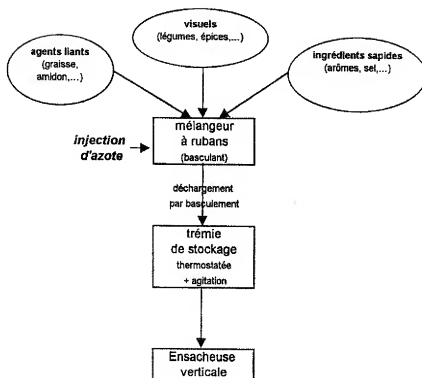 visuels
(légumes, épices,...)
agents liants
(graisse,
amidon,...)
ingrédients sapides
(arômes, sel,...)
injection
d'azote
mélangeur
à rubans
(basculant)
déchargement
par basculement
trémie
de stockage
thermostatée
+ agitation
Ensacheuse
verticale